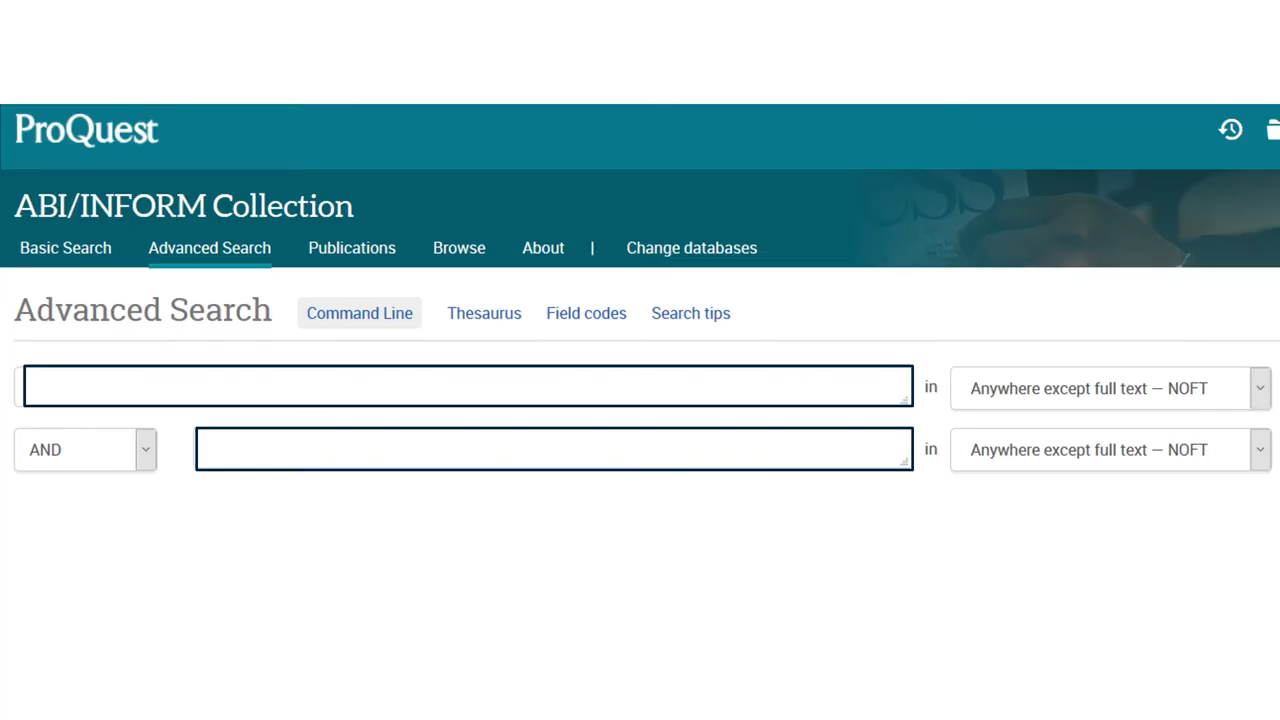 ProQuest
ABI/INFORM Collection
Basic Search Advanced Search Publications Browse About | Change databases
Advanced Search Command Line Thesaurus Field codes Search tips
in Anywhere except full text — NOFT
AND in Anywhere except full text — NOFT